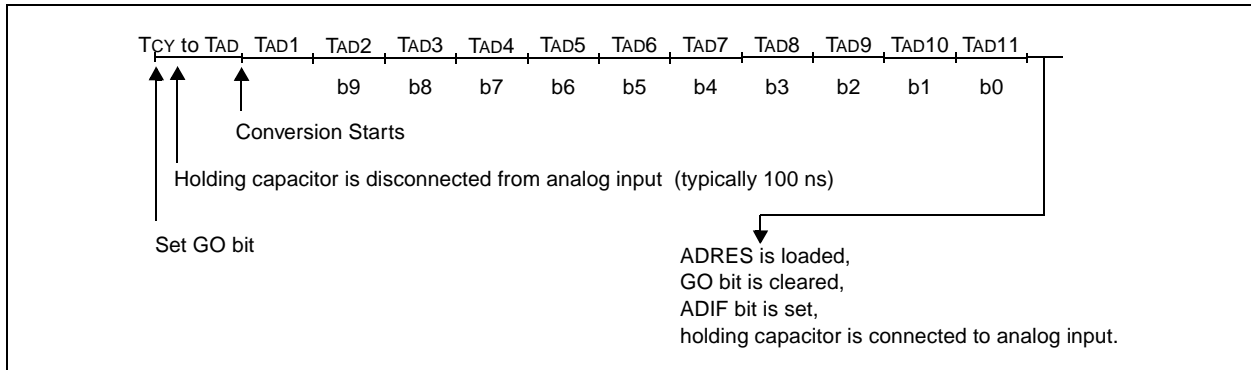 TCY to TAD TAD1 TAD2 TAD3 TAD4 TAD5 TAD6 TAD7 TAD8 TAD9 TAD10 TAD11
b9 b8 b7 b6 b5 b4 b3 b2 b1 b0
Conversion Starts
Holding capacitor is disconnected from analog input (typically 100 ns)
Set GO bit
ADRES is loaded,
GO bit is cleared,
ADIF bit is set,
holding capacitor is connected to analog input.